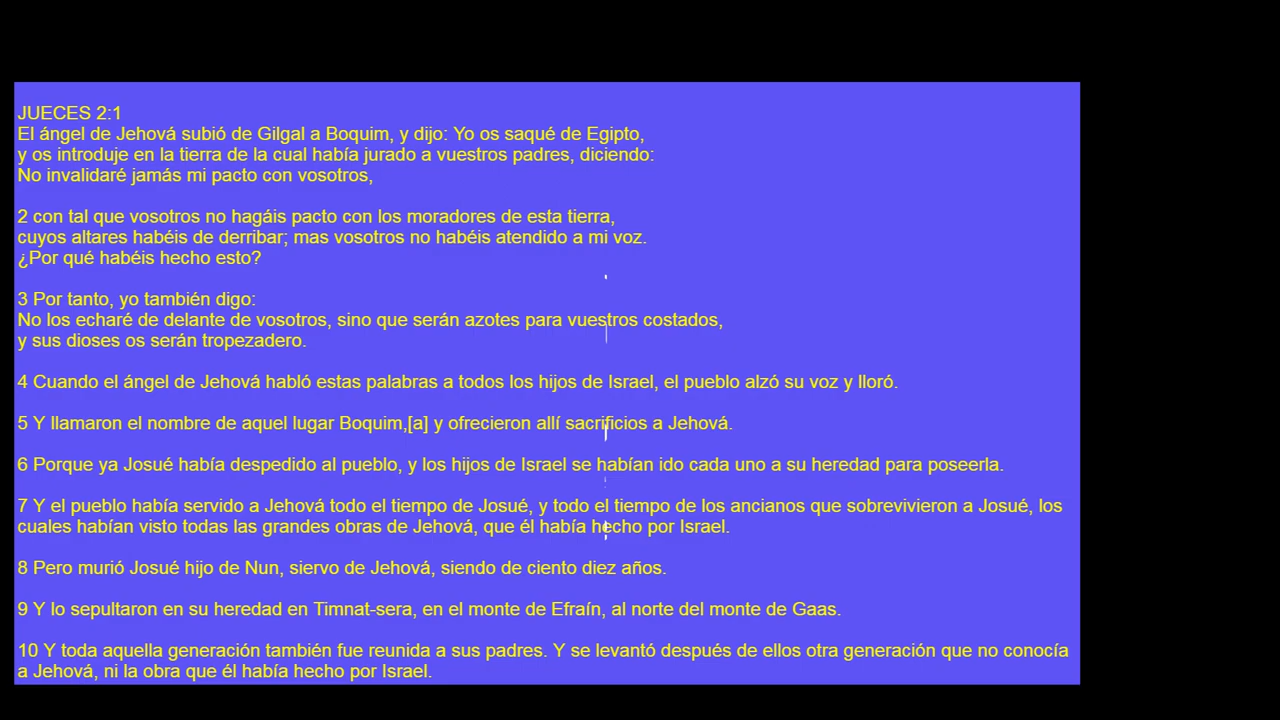 JUECES 2:1
El ángel de Jehová subió de Gilgal a Boquim, y dijo: Yo os saqué de Egipto,
y os introduje en la tierra de la cual había jurado a vuestros padres, diciendo:
No invalidaré jamás mi pacto con vosotros,
2 con tal que vosotros no hagáis pacto con los moradores de esta tierra,
cuyos altares habéis de derribar; mas vosotros no habéis atendido a mi voz.
¿Por qué habéis hecho esto?
3 Por tanto, yo también digo:
No los echaré de delante de vosotros, sino que serán azotes para vuestros costados,
y sus dioses os serán tropezadero.
4 Cuando el ángel de Jehová habló estas palabras a todos los hijos de Israel, el pueblo alzó su voz y lloró.
5 Y llamaron el nombre de aquel lugar Boquim,[a] y ofrecieron allí sacrificios a Jehová.
6 Porque ya Josué había despedido al pueblo, y los hijos de Israel se habían ido cada uno a su heredad para poseerla.
7 Y el pueblo había servido a Jehová todo el tiempo de Josué, y todo el tiempo de los ancianos que sobrevivieron a Josué, los
cuales habían visto todas las grandes obras de Jehová, que él había hecho por Israel.
8 Pero murió Josué hijo de Nun, siervo de Jehová, siendo de ciento diez años.
9 Y lo sepultaron en su heredad en Timnat-sera, en el monte de Efraín, al norte del monte de Gaas.
10 Y toda aquella generación también fue reunida a sus padres. Y se levantó después de ellos otra generación que no conocía
a Jehová, ni la obra que él había hecho por Israel.